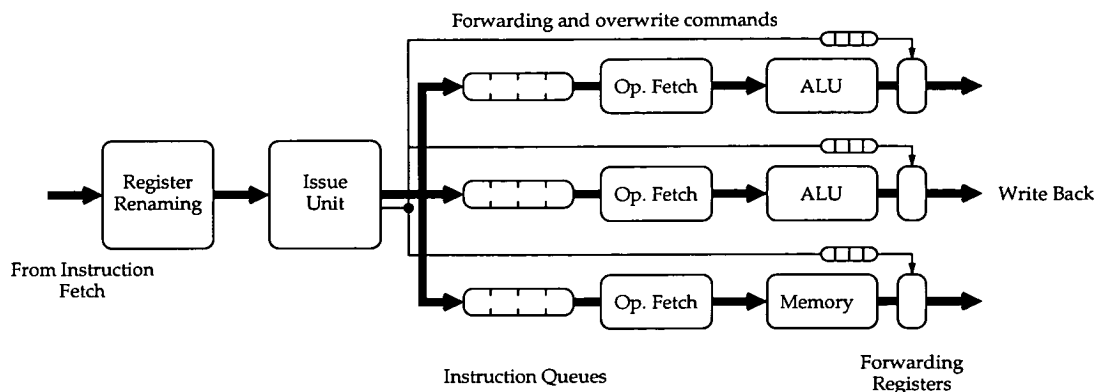 Forwarding and overwrite commands
Op. Fetch
ALU
Register
Renaming
Issue
Unit
Op. Fetch
ALU
Write Back
From Instruction
Fetch
Op. Fetch
Memory
Instruction Queues
Forwarding
Registers